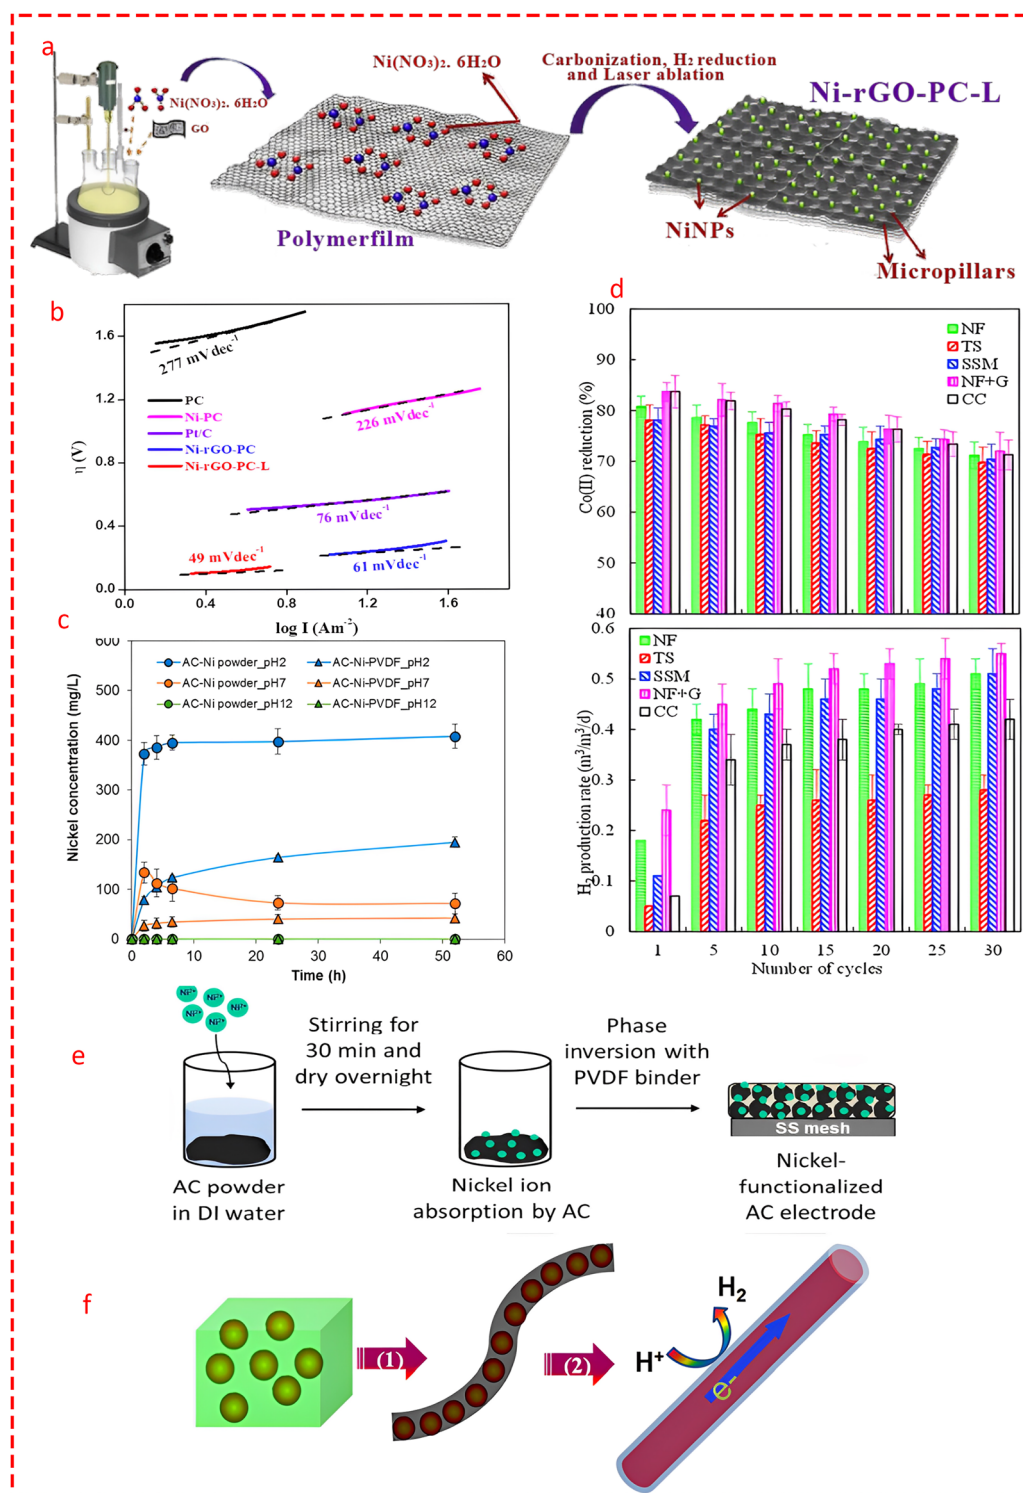 a
Ni(NO3)2. 6H2O
GO
Ni(NO3)2. 6H2O
Polymerfilm
Carbonization, H2 reduction
and Laser ablation
Ni-rGO-PC-L
NiNPs
Micropillars
b
η (V)
1.6
1.2
0.8
0.4
0.0
277 mVdec-1
226 mVdec-1
76 mVdec-1
49 mVdec-1
61 mVdec-1
PC
Ni-PC
Pt/C
Ni-rGO-PC
Ni-rGO-PC-L
0.0 0.4 0.8 1.2 1.6
log I (Am-2)
c
Nickel concentration (mg/L)
600
500
400
300
200
100
0
AC-Ni powder_pH2 AC-Ni-PVDF_pH2
AC-Ni powder_pH7 AC-Ni-PVDF_pH7
AC-Ni powder_pH12 AC-Ni-PVDF_pH12
0 10 20 30 40 50 60
Time (h)
d
Co(II) reduction (%)
100
90
80
70
60
50
40
NF
TS
SSM
NF+G
CC
H2 production rate (m3/m3/d)
0.6
0.5
0.4
0.3
0.2
0.1
0
NF
TS
SSM
NF+G
CC
1 5 10 15 20 25 30
Number of cycles
e
Ni2+ Ni2+ Ni2+ Ni2+ Ni2+
AC powder
in DI water
Stirring for
30 min and
dry overnight
Nickel ion
absorption by AC
Phase
inversion with
PVDF binder
SS mesh
Nickel-
functionalized
AC electrode
f
(1)
(2)
H+
H2
e-